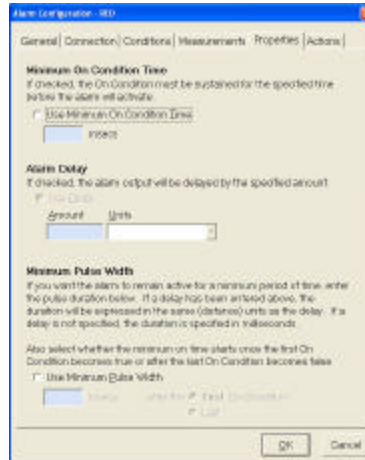 Alarm Configuration - RED
General Connection Conditions Measurements Properties Actions
Minimum On Condition Time
If checked, the On Condition must be sustained for the specified time
before the alarm will activate.
Use Minimum On Condition Time
msecs
Alarm Delay
If checked, the alarm output will be delayed by the specified amount
Use Delay
Amount Units
Minimum Pulse Width
If you want the alarm to remain active for a minimum period of time, enter
the pulse duration below. If a delay has been entered above, the
duration will be expressed in the same (distance) units as the delay. If a
delay is not specified, the duration is specified in milliseconds.
Also select whether the minimum on time starts once the first On
Condition becomes true or after the last On Condition becomes false
Use Minimum Pulse Width
after the First On Condition
Last
OK Cancel